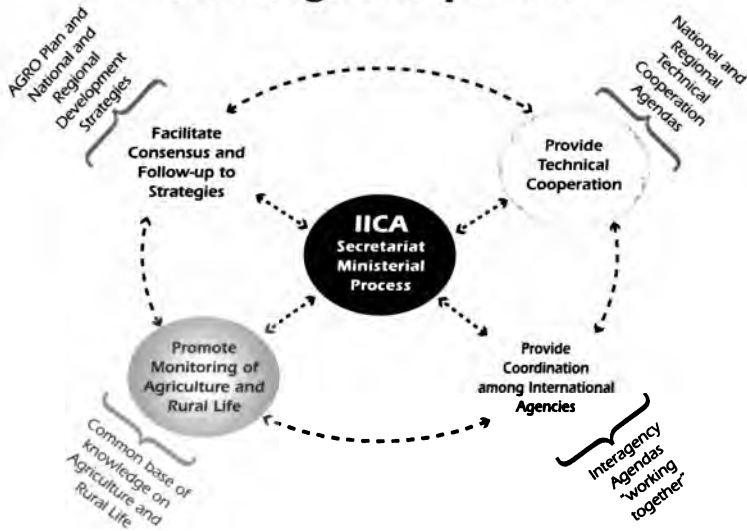 AGRO Plan and
National and
Regional
Development
Strategies
National and
Regional
Technical
Cooperation
Agendas
Facilitate
Consensus and
Follow-up to
Strategies
Provide
Technical
Cooperation
IICA
Secretariat
Ministerial
Process
Promote
Monitoring of
Agriculture and
Rural Life
Provide
Coordination
among International
Agencies
Common base of
knowledge on
Agriculture and
Rural Life
Interagency
Agendas
"working
together"